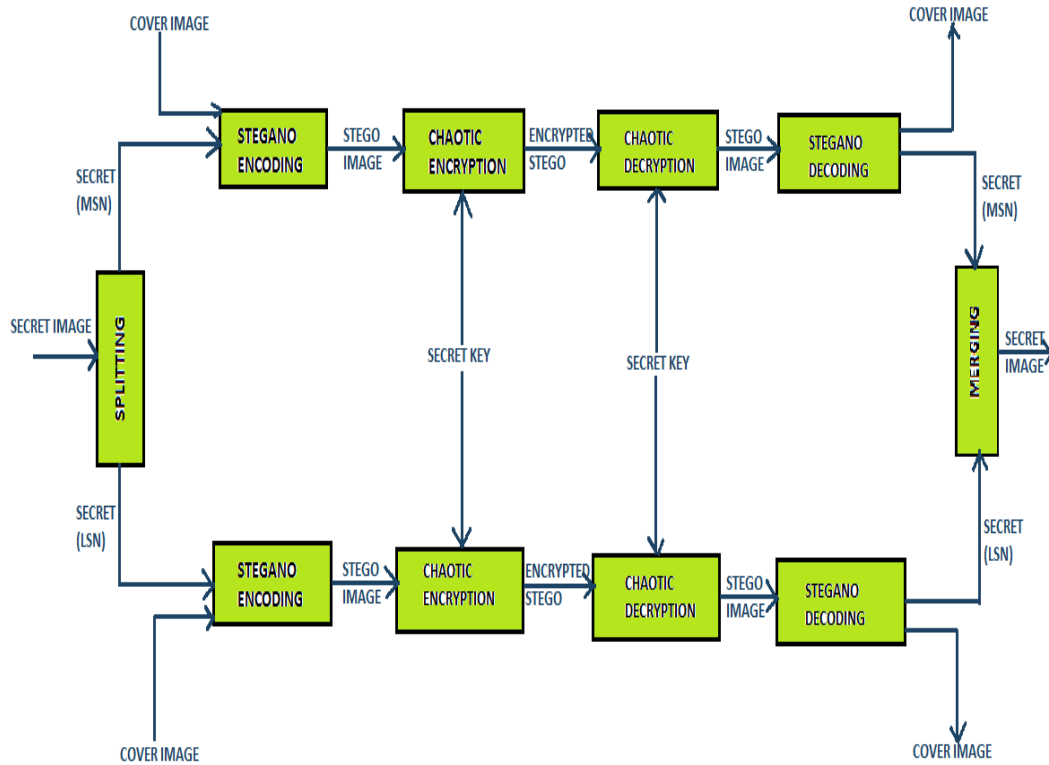 COVER IMAGE
COVER IMAGE
STEGANO
ENCODING
STEGO
IMAGE
CHAOTIC
ENCRYPTION
ENCRYPTED
STEGO
CHAOTIC
DECRYPTION
STEGO
IMAGE
STEGANO
DECODING
SECRET
(MSN)
SECRET
(MSN)
SECRET IMAGE
SPLITTING
SECRET KEY
SECRET KEY
MERGING
SECRET
IMAGE
SECRET
(LSN)
SECRET
(LSN)
STEGANO
ENCODING
STEGO
IMAGE
CHAOTIC
ENCRYPTION
ENCRYPTED
STEGO
CHAOTIC
DECRYPTION
STEGO
IMAGE
STEGANO
DECODING
COVER IMAGE
COVER IMAGE